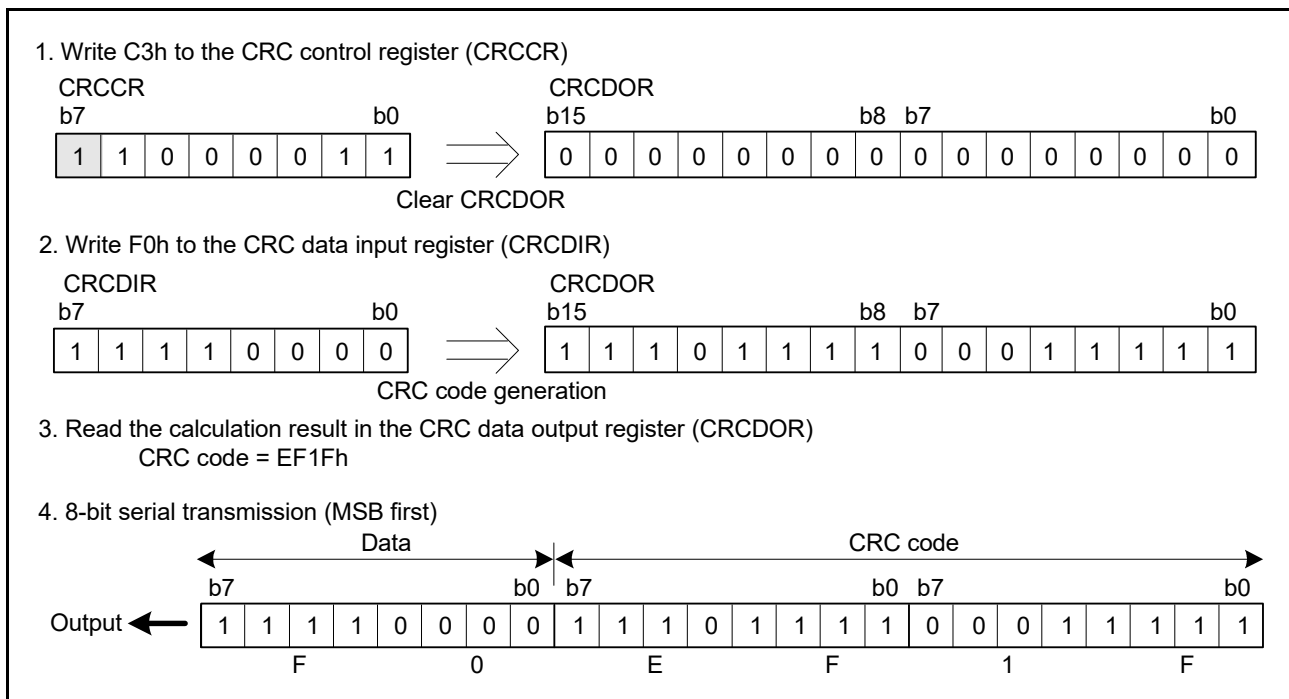 1. Write C3h to the CRC control register (CRCCR)
CRCCR CRCDOR
b7 b0 b15 b8 b7 b0
1 1 0 0 0 0 1 1 0 0 0 0 0 0 0 0 0 0 0 0 0 0 0 0
Clear CRCDOR
2. Write F0h to the CRC data input register (CRCDIR)
CRCDIR CRCDOR
b7 b0 b15 b8 b7 b0
1 1 1 1 0 0 0 0 1 1 1 0 1 1 1 1 0 0 0 1 1 1 1 1
CRC code generation
3. Read the calculation result in the CRC data output register (CRCDOR)
CRC code = EF1Fh
4. 8-bit serial transmission (MSB first)
Data CRC code
b7 b0 b7 b0 b7 b0
Output 1 1 1 1 0 0 0 0 1 1 1 0 1 1 1 1 0 0 0 1 1 1 1 1
F 0 E F 1 F